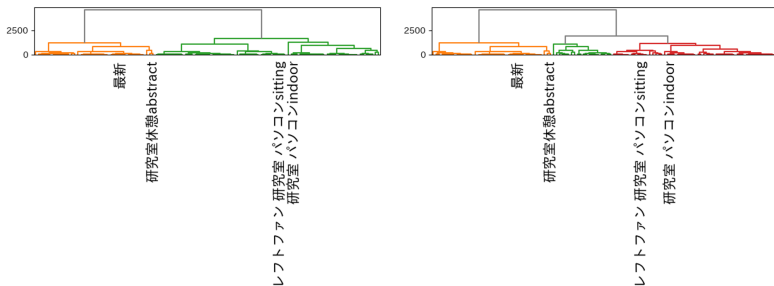 2500
0
最新
研究室休憩abstract
レフトファン 研究室 パソコンsitting
研究室 パソコンindoor
2500
0
最新
研究室休憩abstract
レフトファン 研究室 パソコンsitting
研究室 パソコンindoor